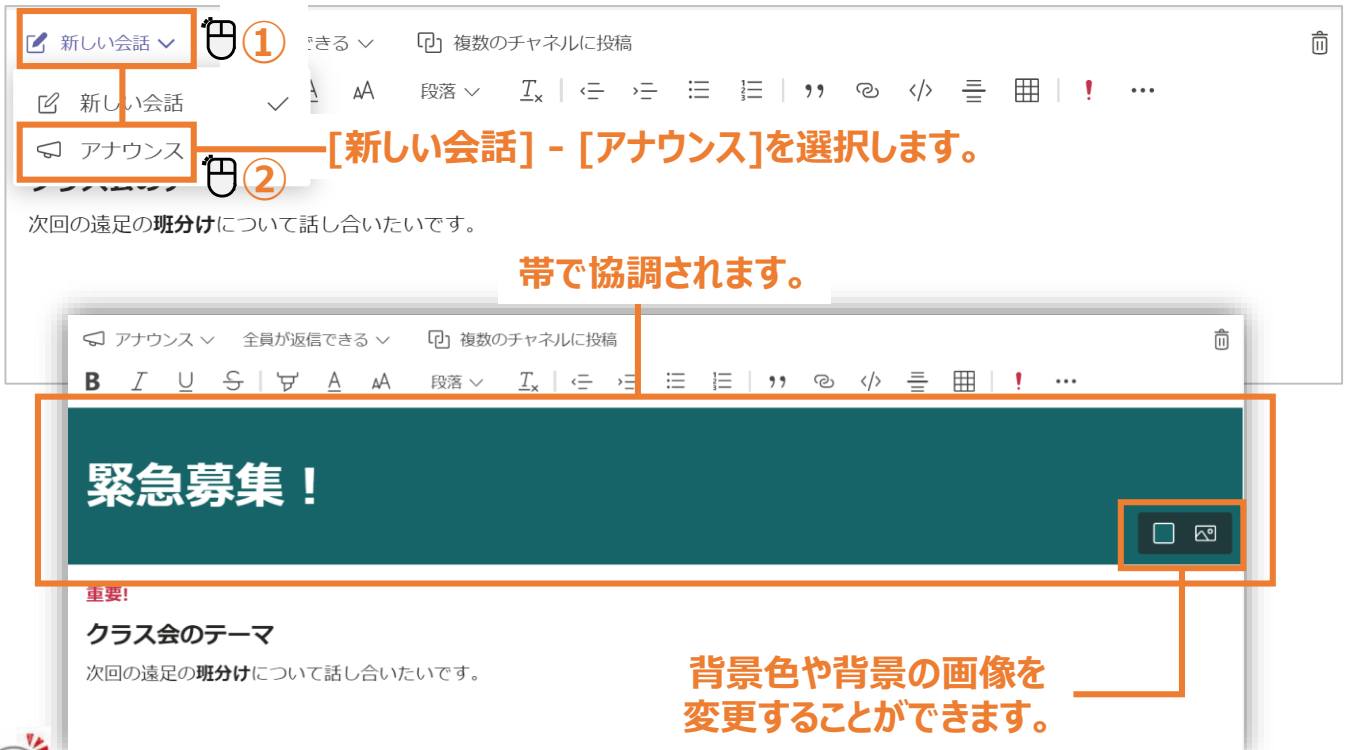 新しい会話
①
できる
複数のチャネルに投稿
A AA 段落 Tx </> ! …
新しい会話
アナウンス
②
[新しい会話] - [アナウンス]を選択します。
次回の遠足の班分けについて話し合いたいです。
帯で協調されます。
アナウンス 全員が返信できる 複数のチャネルに投稿
B I U S A AA 段落 Tx </> ! …
緊急募集！
重要!
クラス会のテーマ
次回の遠足の班分けについて話し合いたいです。
背景色や背景の画像を
変更することができます。